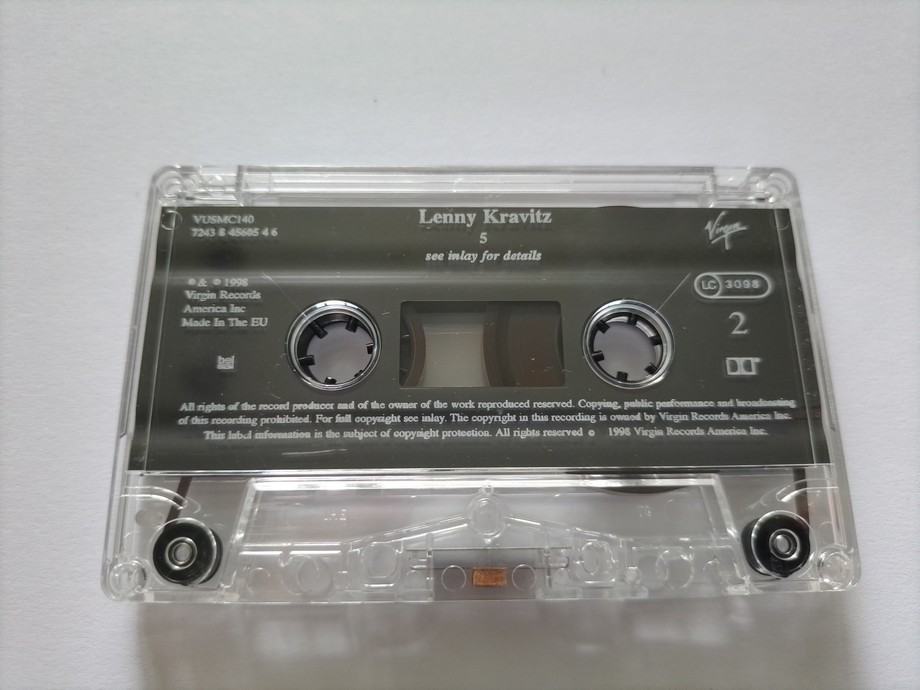 VUSMC140
7243 8 45605 4 6
Lenny Kravitz
5
see inlay for details
Virgin
℗ & © 1998
Virgin Records
America Inc
Made In The EU
LC 3098
2
bel
All rights of the record producer and of the owner of the work reproduced reserved. Copying, public performance and broadcasting
of this recording prohibited. For full copyright see inlay. The copyright in this recording is owned by Virgin Records America Inc.
This label information is the subject of copyright protection. All rights reserved © 1998 Virgin Records America Inc.